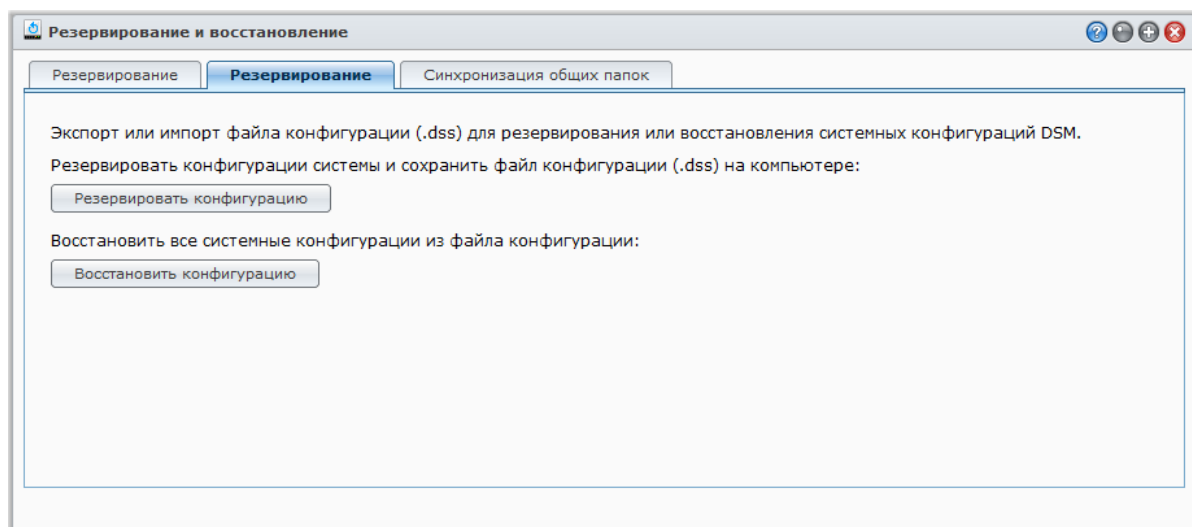 Резервирование и восстановление
Резервирование Резервирование Синхронизация общих папок
Экспорт или импорт файла конфигурации (.dss) для резервирования или восстановления системных конфигураций DSM.
Резервировать конфигурации системы и сохранить файл конфигурации (.dss) на компьютере:
Резервировать конфигурацию
Восстановить все системные конфигурации из файла конфигурации:
Восстановить конфигурацию